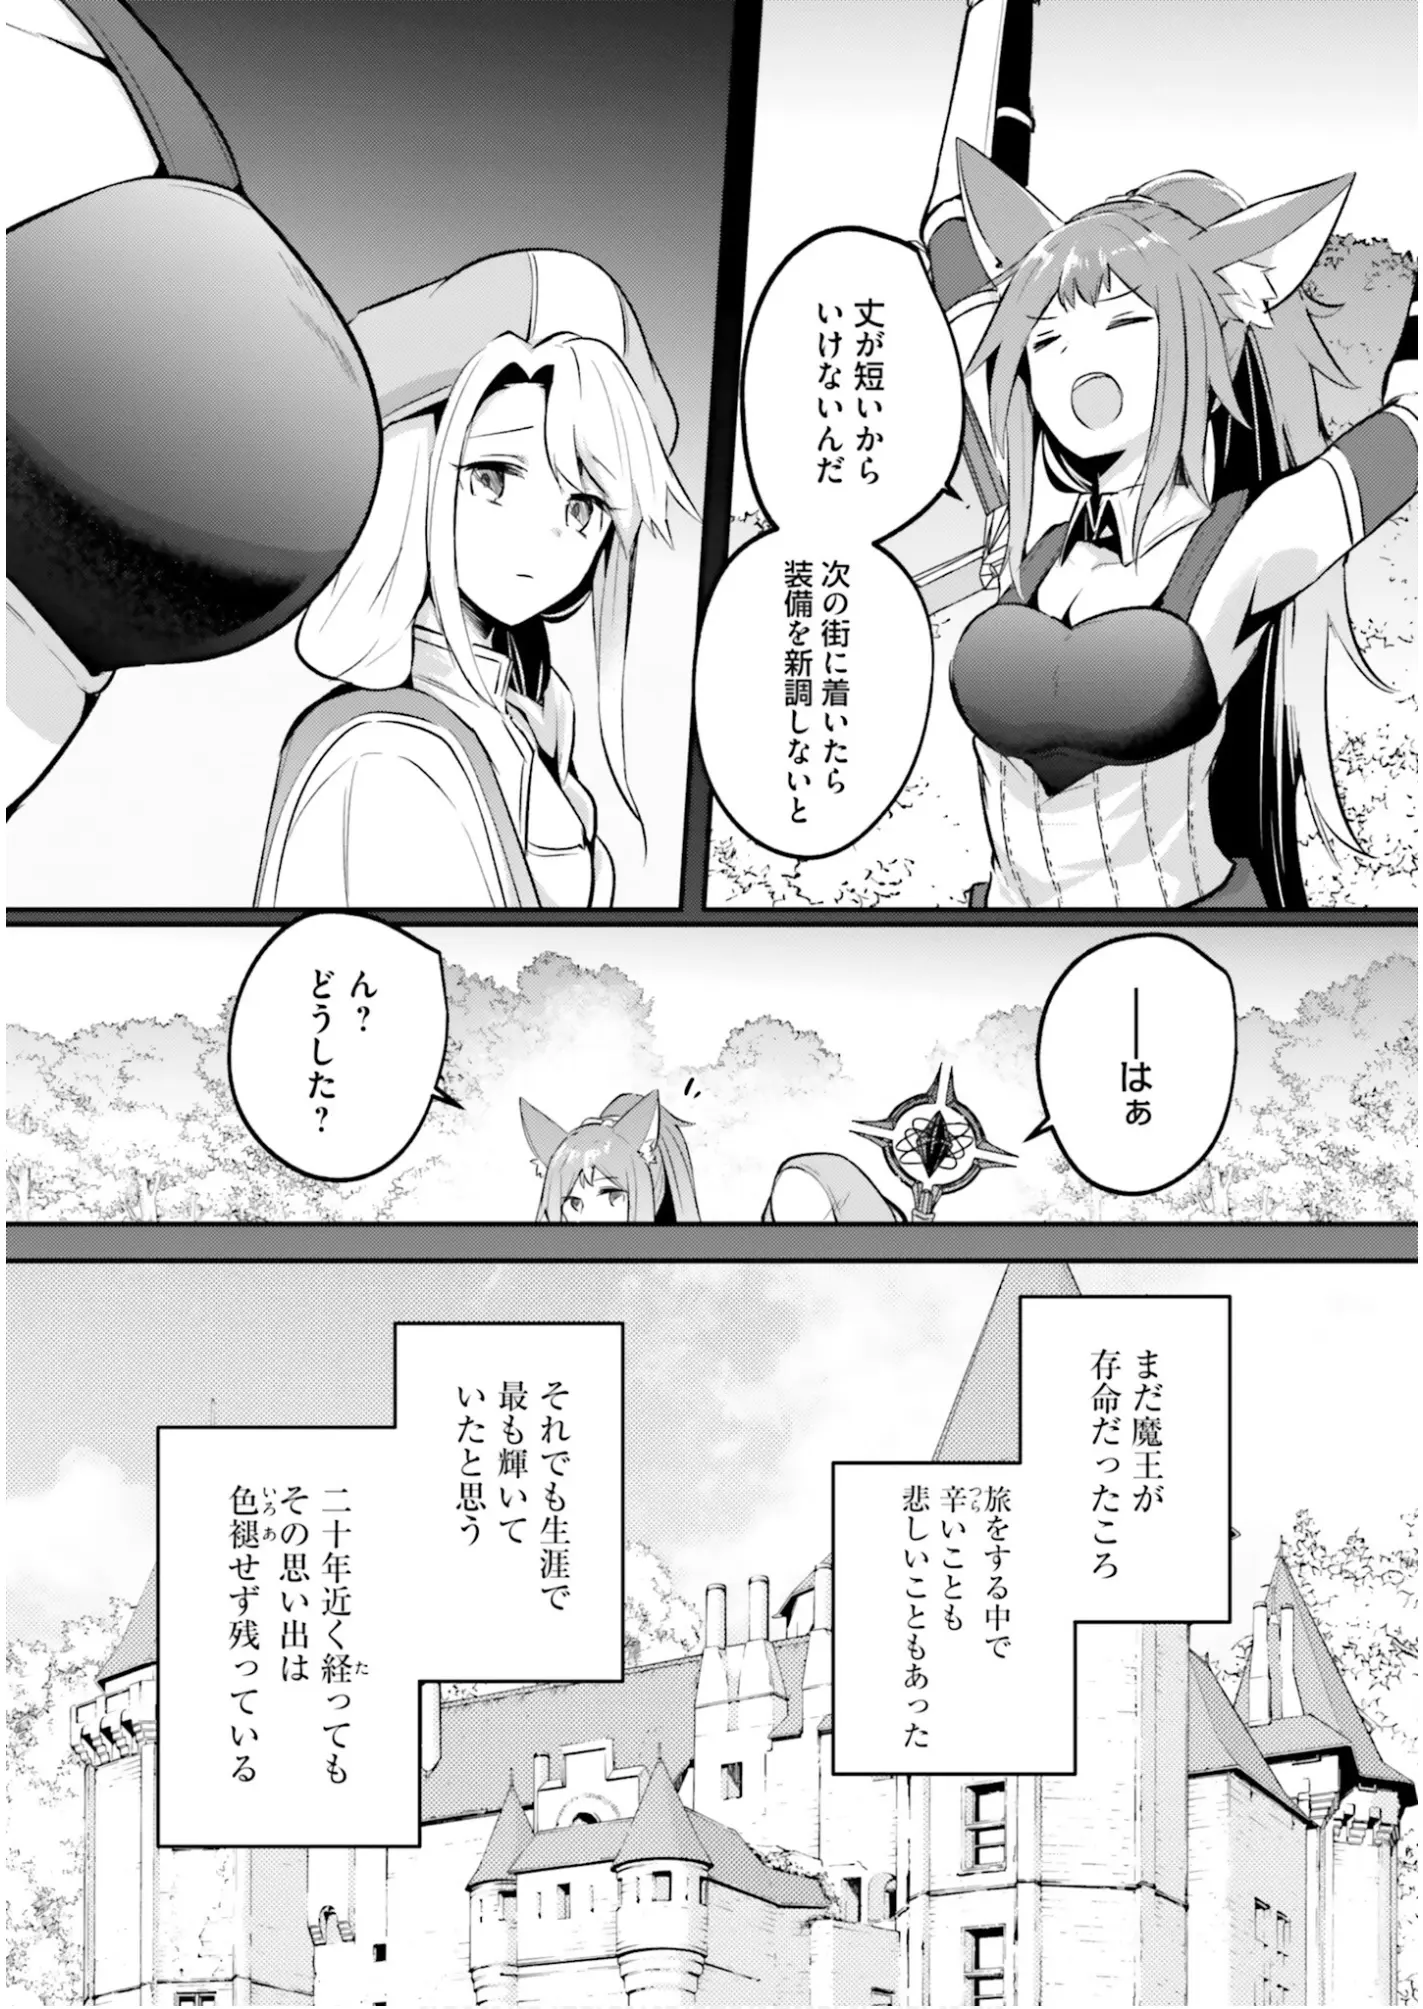 丈が短いから
いけないんだ
次の街に着いたら
装備を新調しないと
──はぁ
ん?
どうした?
まだ魔王が
存命だったころ
旅をする中で
辛いことも
悲しいこともあった
それでも生涯で
最も輝いて
いたと思う
二十年近く経っても
その思い出は
色褪せず残っている